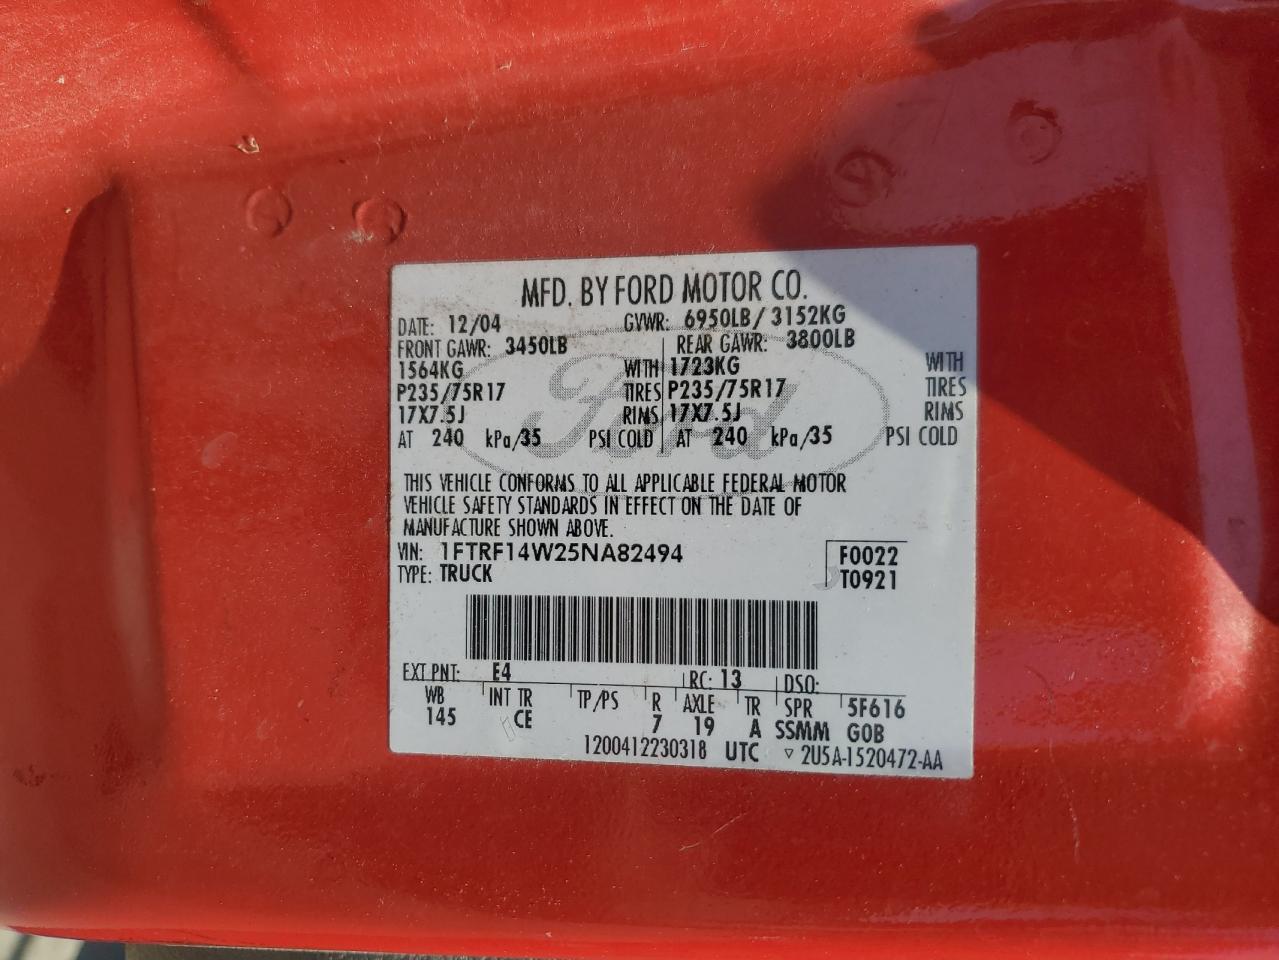 MFD. BY FORD MOTOR CO.
DATE: 12/04 GVWR: 6950LB/ 3152KG
FRONT GAWR: 3450LB REAR GAWR: 3800LB
1564KG WITH 1723KG WITH
P235/75R17 TIRES P235/75R17 TIRES
17X7.5J RIMS 17X7.5J RIMS
AT 240 kPa/35 PSI COLD AT 240 kPa/35 PSI COLD
Ford
THIS VEHICLE CONFORMS TO ALL APPLICABLE FEDERAL MOTOR
VEHICLE SAFETY STANDARDS IN EFFECT ON THE DATE OF
MANUFACTURE SHOWN ABOVE.
VIN: 1FTRF14W25NA82494 F0022
TYPE: TRUCK T0921
EXT PNT: E4 RC: 13 DSO:
WB INT TR TP/PS R AXLE TR SPR 5F616
145 CE 7 19 A SSMM GOB
1200412230318 UTC ▽ 2U5A-1520472-AA